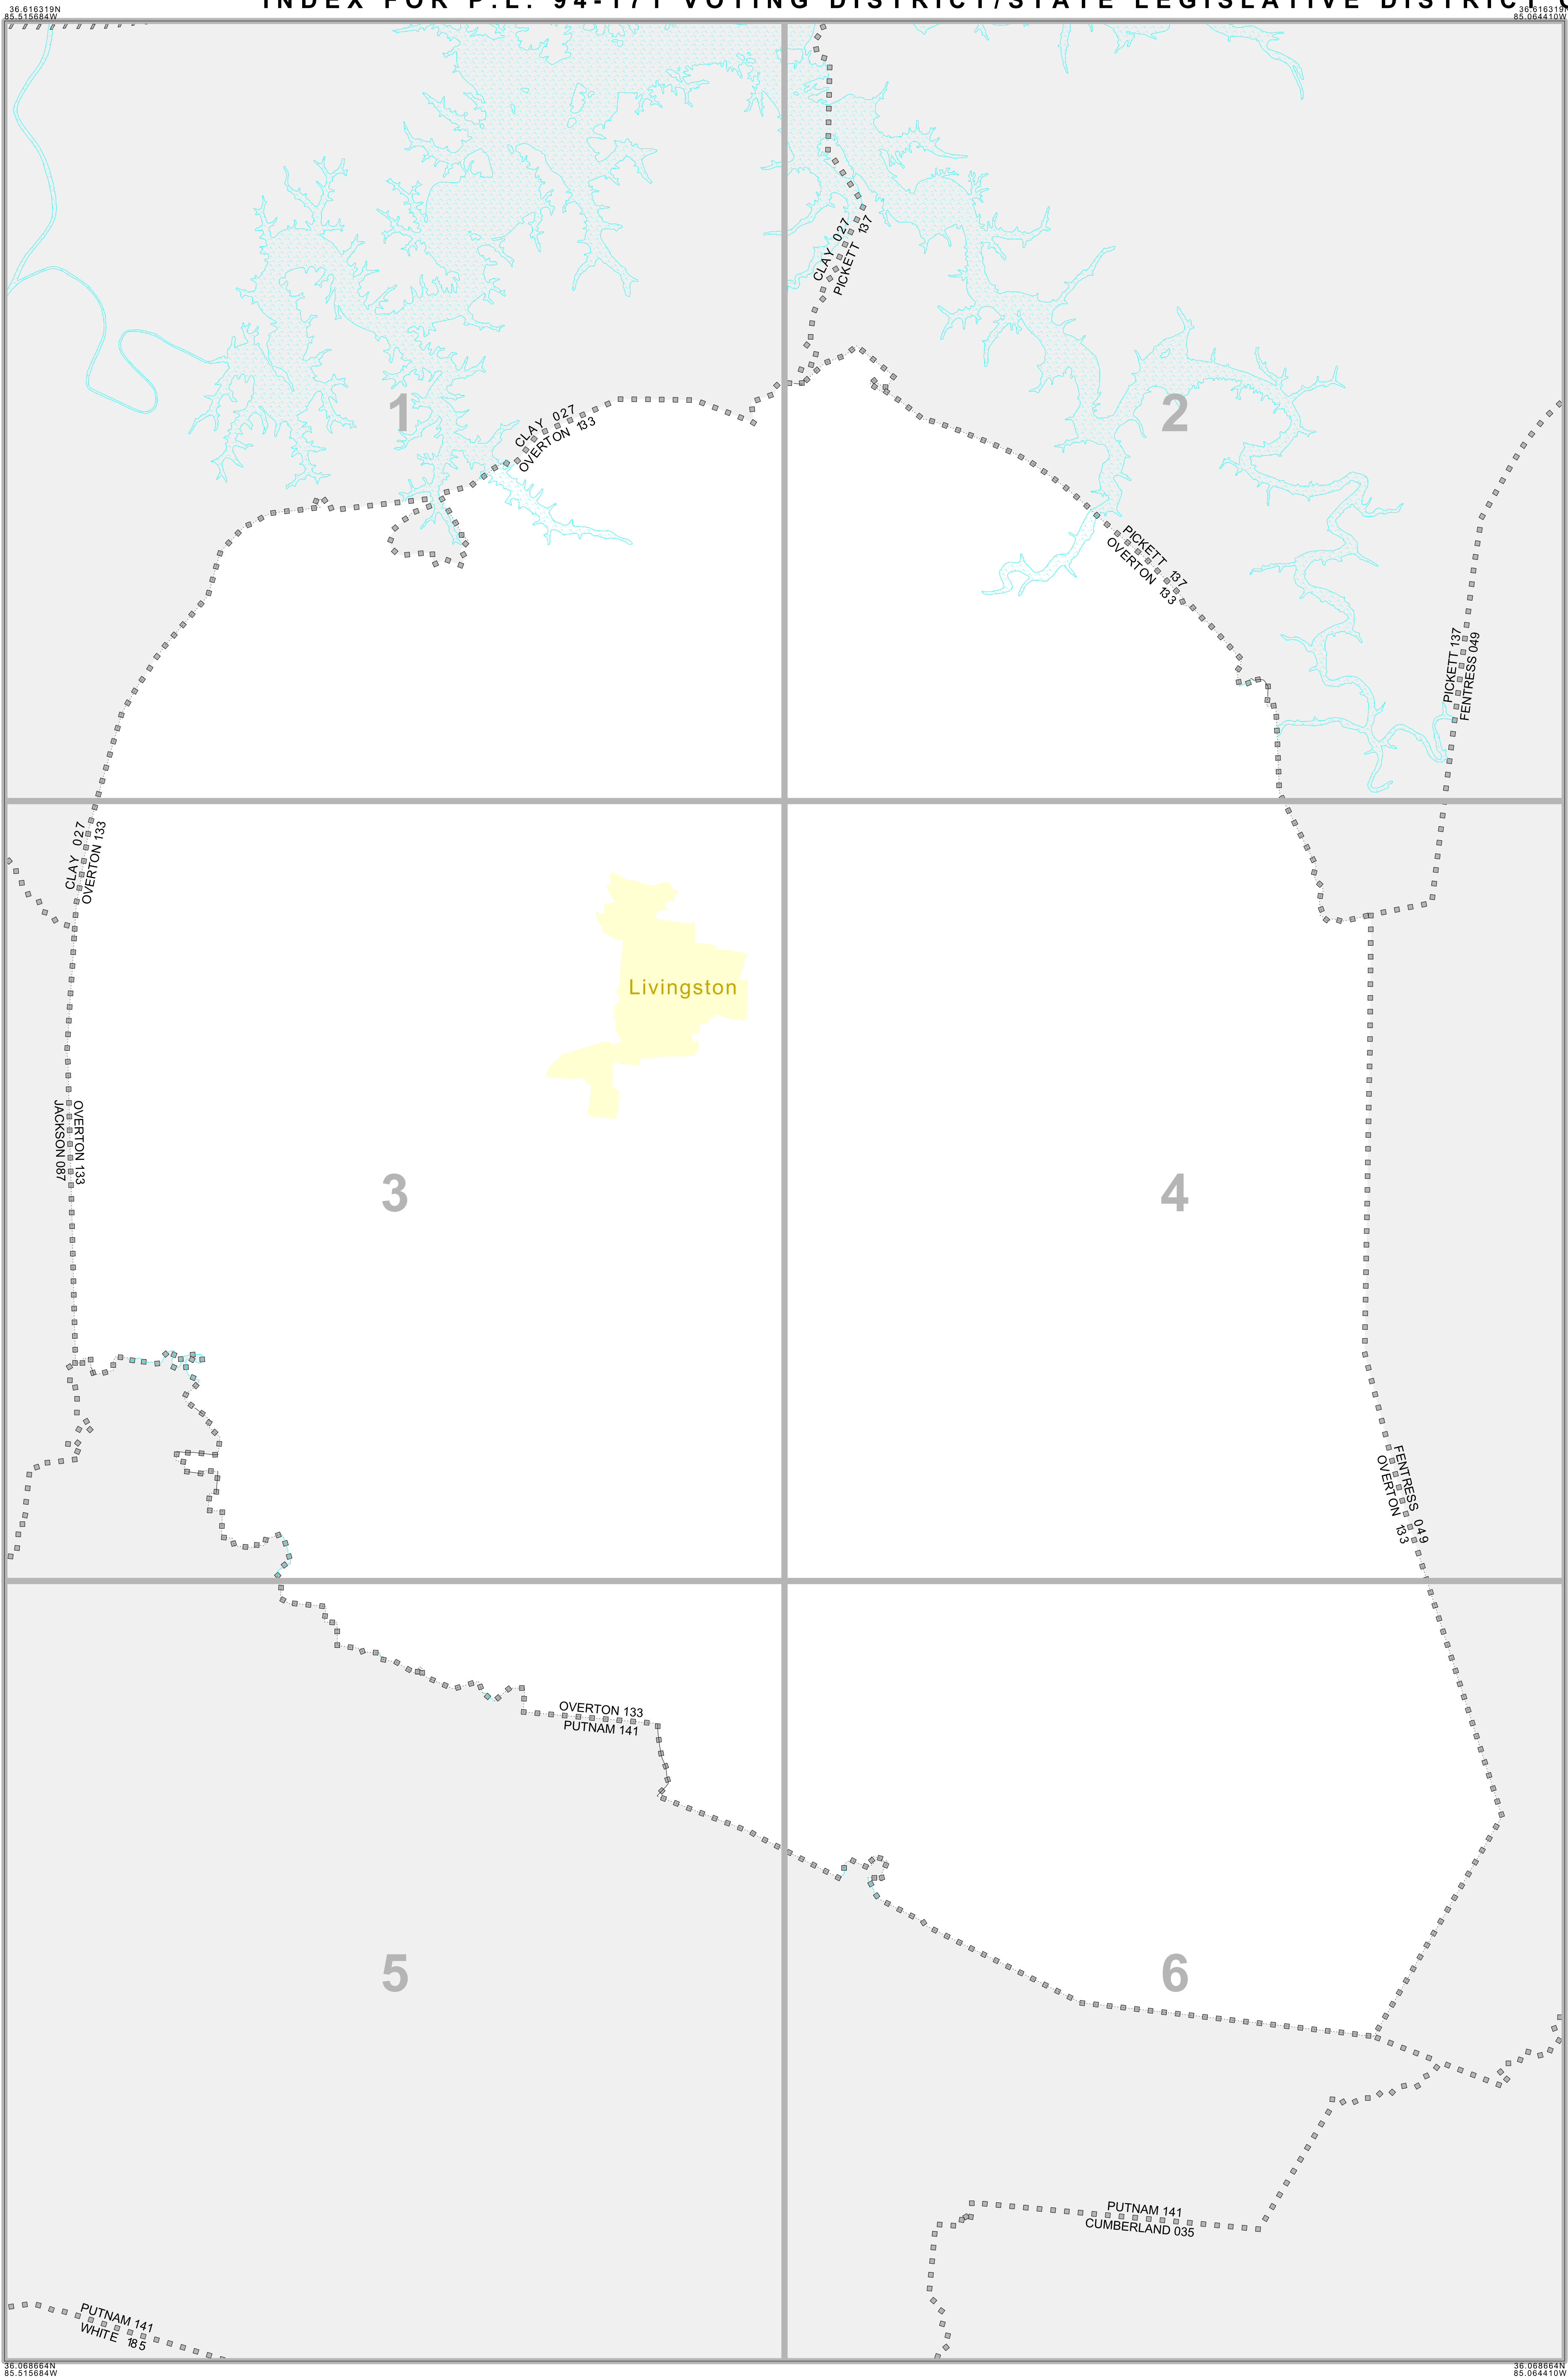 INDEX FOR P.L. 94-171 VOTING DISTRICT/STATE LEGISLATIVE DISTRICT
36.616319N
85.515684W
36.616319N
85.064410W
CLAY 027
PICKETT 137
1
2
CLAY 027
OVERTON 133
PICKETT 137
OVERTON 133
PICKETT 137
FENTRESS 049
CLAY 027
OVERTON 133
Livingston
OVERTON 133
JACKSON 087
3
4
FENTRESS 049
OVERTON 133
OVERTON 133
PUTNAM 141
5
6
PUTNAM 141
CUMBERLAND 035
PUTNAM 141
WHITE 185
36.068664N
85.515684W
36.068664N
85.064410W